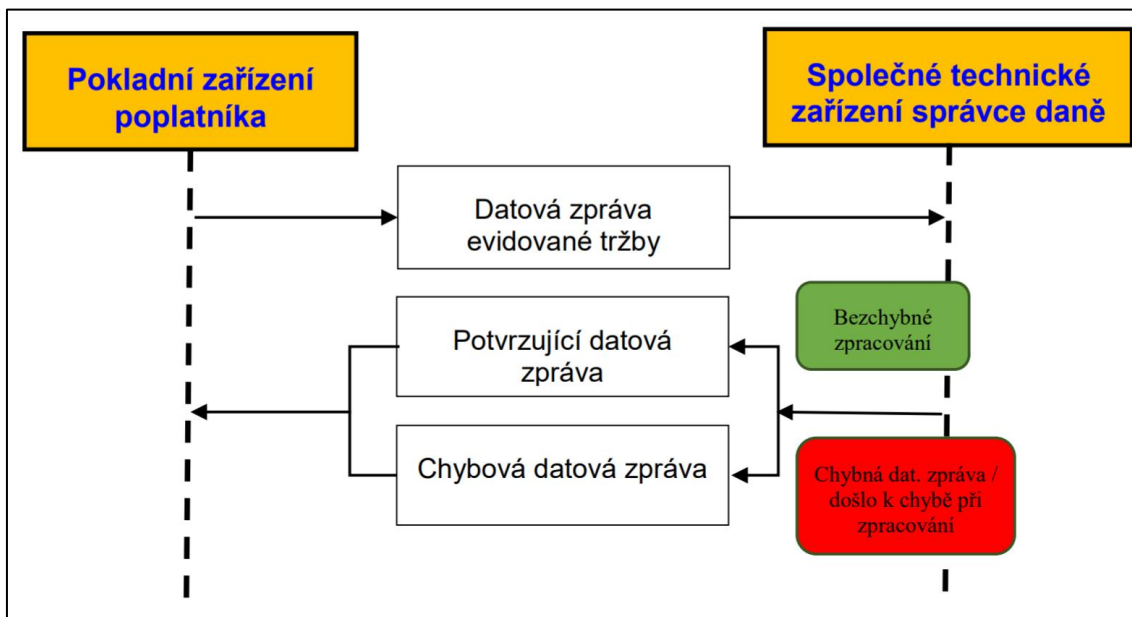 Pokladní zařízení
poplatníka
Společné technické
zařízení správce daně
Datová zpráva
evidované tržby
Bezchybné
zpracování
Potvrzující datová
zpráva
Chybová datová zpráva
Chybná dat. zpráva /
došlo k chybě při
zpracování